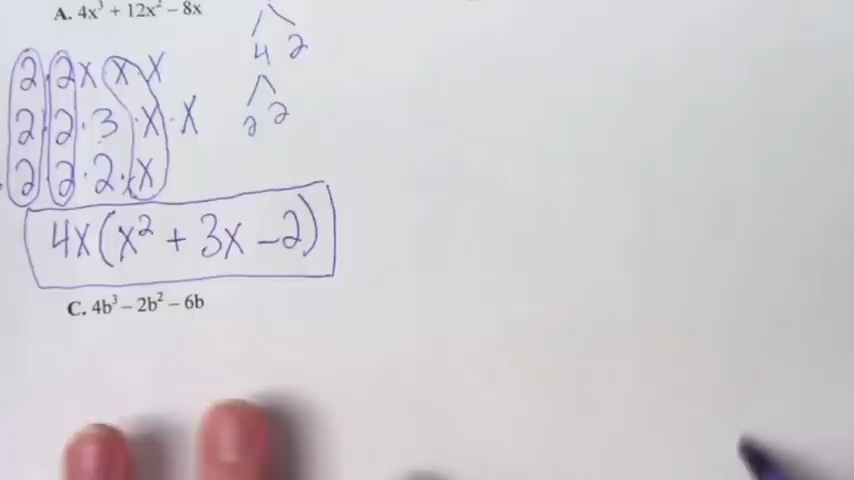 A. 4x³ + 12x² – 8x
4 2
2 2
2 · 2 x x x
2 · 2 · 3 · x · x
2 · 2 · 2 · x
4x(x² + 3x – 2)
C. 4b³ – 2b² – 6b